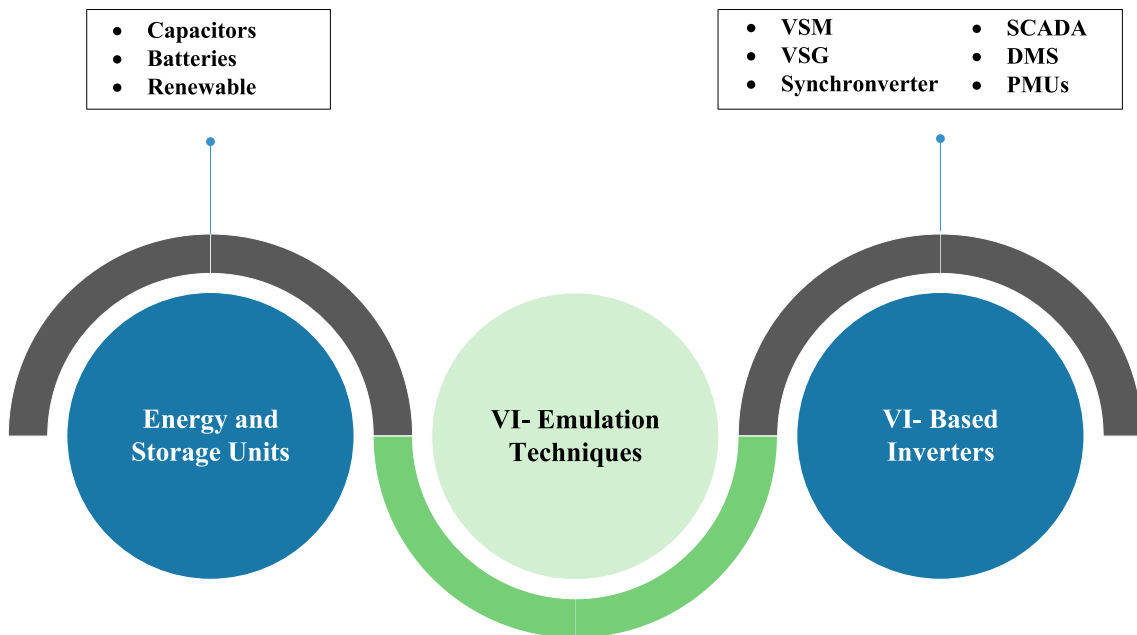 • Capacitors
• Batteries
• Renewable
• VSM
• VSG
• Synchronverter
• SCADA
• DMS
• PMUs
Energy and
Storage Units
VI- Emulation
Techniques
VI- Based
Inverters